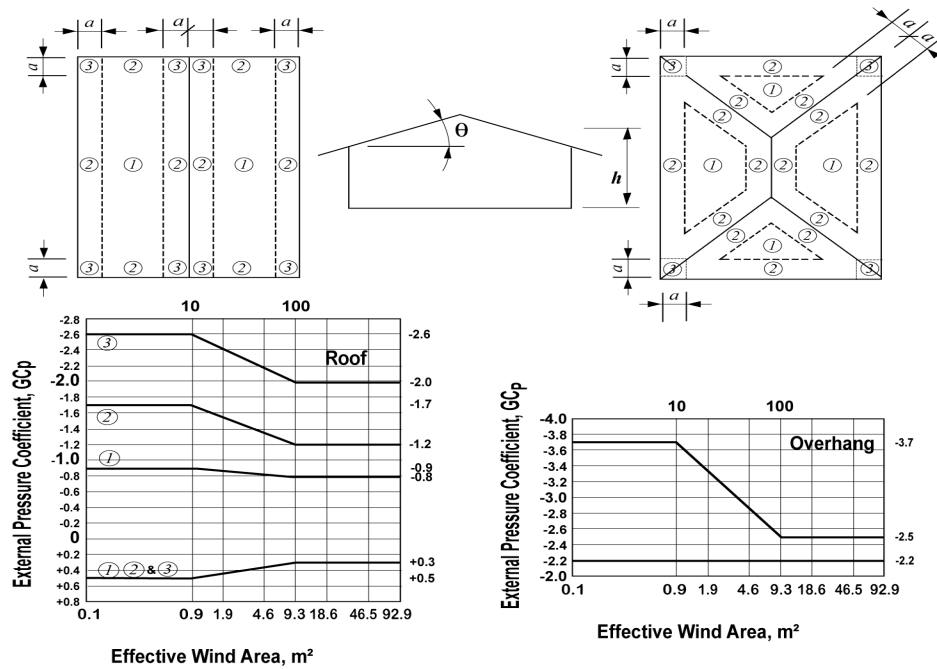 a a a
a
③ ② ③ ③ ② ③
② ① ② ② ① ②
③ ② ③ ③ ② ③
a
θ
h
a a a
a
③ ② ③
①
② ②
② ②
② ① ② ② ① ②
② ②
② ②
①
③ ② ③
a
a
10 100
External Pressure Coefficient, GCp
-2.8
-2.6
-2.4
-2.2
-2.0
-1.8
-1.6
-1.4
-1.2
-1.0
-0.8
-0.6
-0.4
-0.2
0
+0.2
+0.4
+0.6
+0.8
③
Roof
②
①
① ② & ③
-2.6
-2.0
-1.7
-1.2
-0.9
-0.8
+0.3
+0.5
0.1 0.9 1.9 4.6 9.3 18.6 46.5 92.9
Effective Wind Area, m²
10 100
External Pressure Coefficient, GCp
-4.0
-3.8
-3.6
-3.4
-3.2
-3.0
-2.8
-2.6
-2.4
-2.2
-2.0
Overhang
-3.7
-2.5
-2.2
0.1 0.9 1.9 4.6 9.3 18.6 46.5 92.9
Effective Wind Area, m²